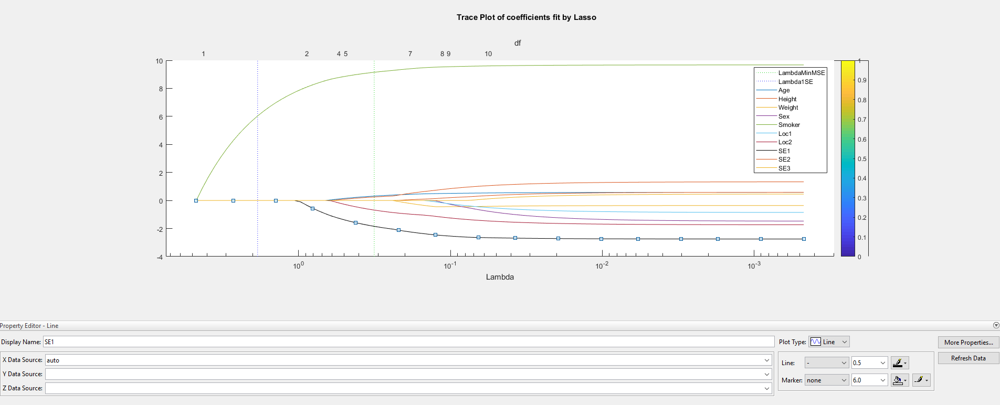 Trace Plot of coefficients fit by Lasso
df
1 2 4 5 7 8 9 10
10
8
6
4
2
0
-2
-4
LambdaMinMSE
Lambda1SE
Age
Height
Weight
Sex
Smoker
Loc1
Loc2
SE1
SE2
SE3
1
0.9
0.8
0.7
0.6
0.5
0.4
0.3
0.2
0.1
0
10^0 10^-1 10^-2 10^-3
Lambda
Property Editor - Line
Display Name: SE1 Plot Type: Line More Properties...
X Data Source: auto Line: - 0.5 Refresh Data
Y Data Source: Marker: none 6.0
Z Data Source: